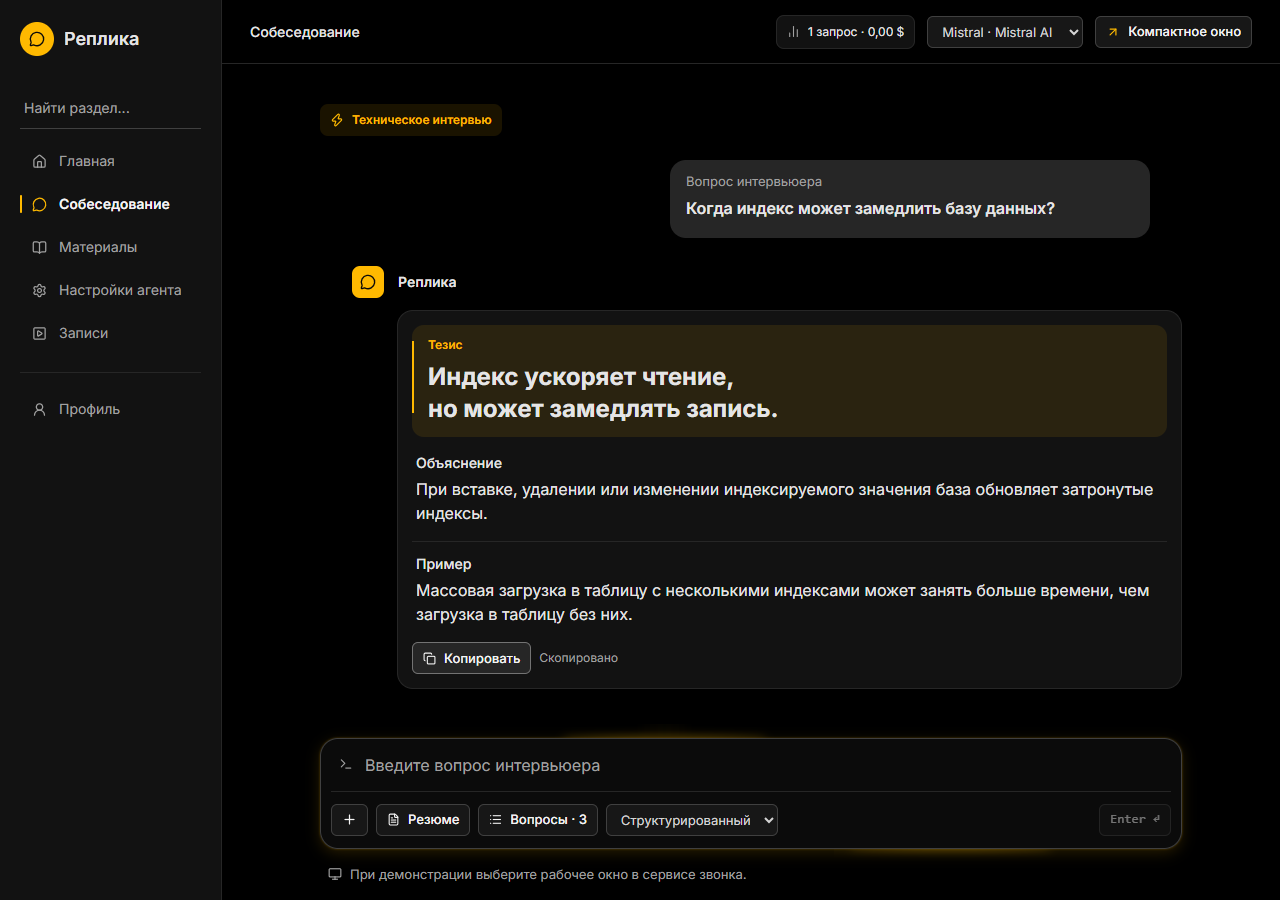 Реплика
Найти раздел...
Главная
Собеседование
Материалы
Настройки агента
Записи
Профиль
Собеседование
1 запрос · 0,00 $
Mistral · Mistral AI
Компактное окно
Техническое интервью
Вопрос интервьюера
Когда индекс может замедлить базу данных?
Реплика
Тезис
Индекс ускоряет чтение,
но может замедлять запись.
Объяснение
При вставке, удалении или изменении индексируемого значения база обновляет затронутые
индексы.
Пример
Массовая загрузка в таблицу с несколькими индексами может занять больше времени, чем
загрузка в таблицу без них.
Копировать
Скопировано
Введите вопрос интервьюера
Резюме
Вопросы · 3
Структурированный
Enter ↵
При демонстрации выберите рабочее окно в сервисе звонка.